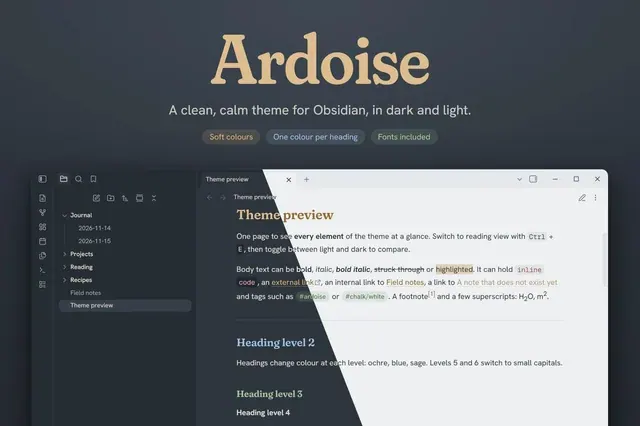 Ardoise
A clean, calm theme for Obsidian, in dark and light.
Soft colours
One colour per heading
Fonts included
Theme preview
Journal
2026-11-14
2026-11-15
Projects
Reading
Recipes
Field notes
Theme preview
Theme preview
Theme preview
One page to see every element of the theme at a glance. Switch to reading view with Ctrl +
E, then toggle between light and dark to compare.
Body text can be bold, italic, bold italic, struck through or highlighted. It can hold inline
code, an external link, an internal link to Field notes, a link to A note that does not exist yet
and tags such as #ardoise or #chalk/white. A footnote[1] and a few superscripts: H₂O, m².
Heading level 2
Headings change colour at each level: ochre, blue, sage. Levels 5 and 6 switch to small capitals.
Heading level 3
Heading level 4